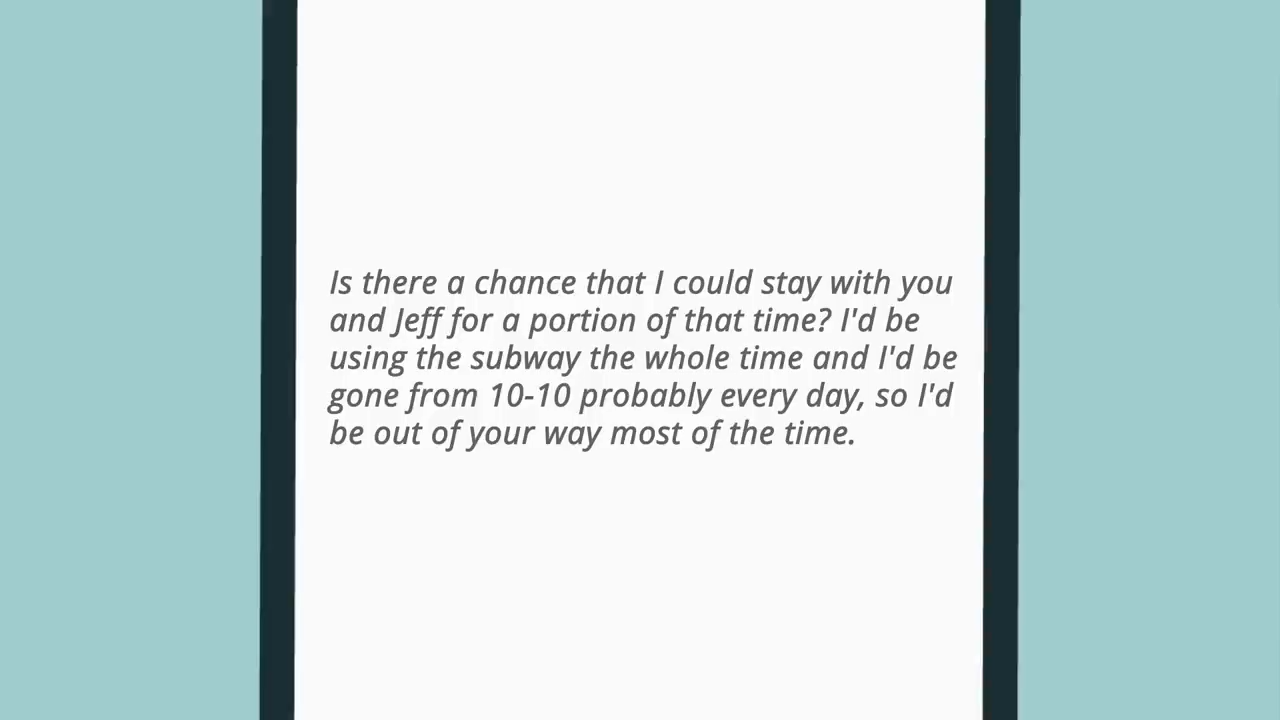 Is there a chance that I could stay with you
and Jeff for a portion of that time? I'd be
using the subway the whole time and I'd be
gone from 10-10 probably every day, so I'd
be out of your way most of the time.